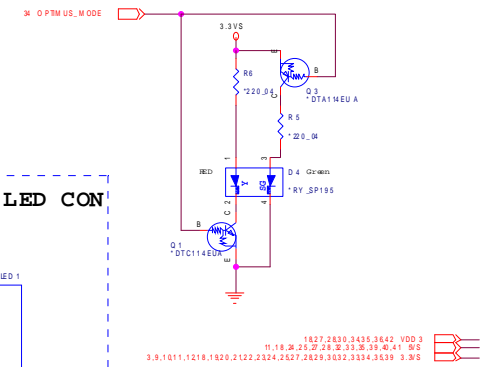 34 OPTIMUS_MODE
3.3VS
R6
*220_04
E
B
C
Q3
*DTA114EUA
R5
*220_04
RED
1
3
Y
SG
D4
Green
*RY_SP195
2
4
C
B
Q1
*DTC114EUA
E
LED CON
LED1
18,27,28,30,34,35,36,42 VDD3
11,18,24,25,27,28,32,33,35,39,40,41 5VS
3,9,10,11,12,18,19,20,21,22,23,24,25,27,28,29,30,32,33,34,35,39 3.3VS